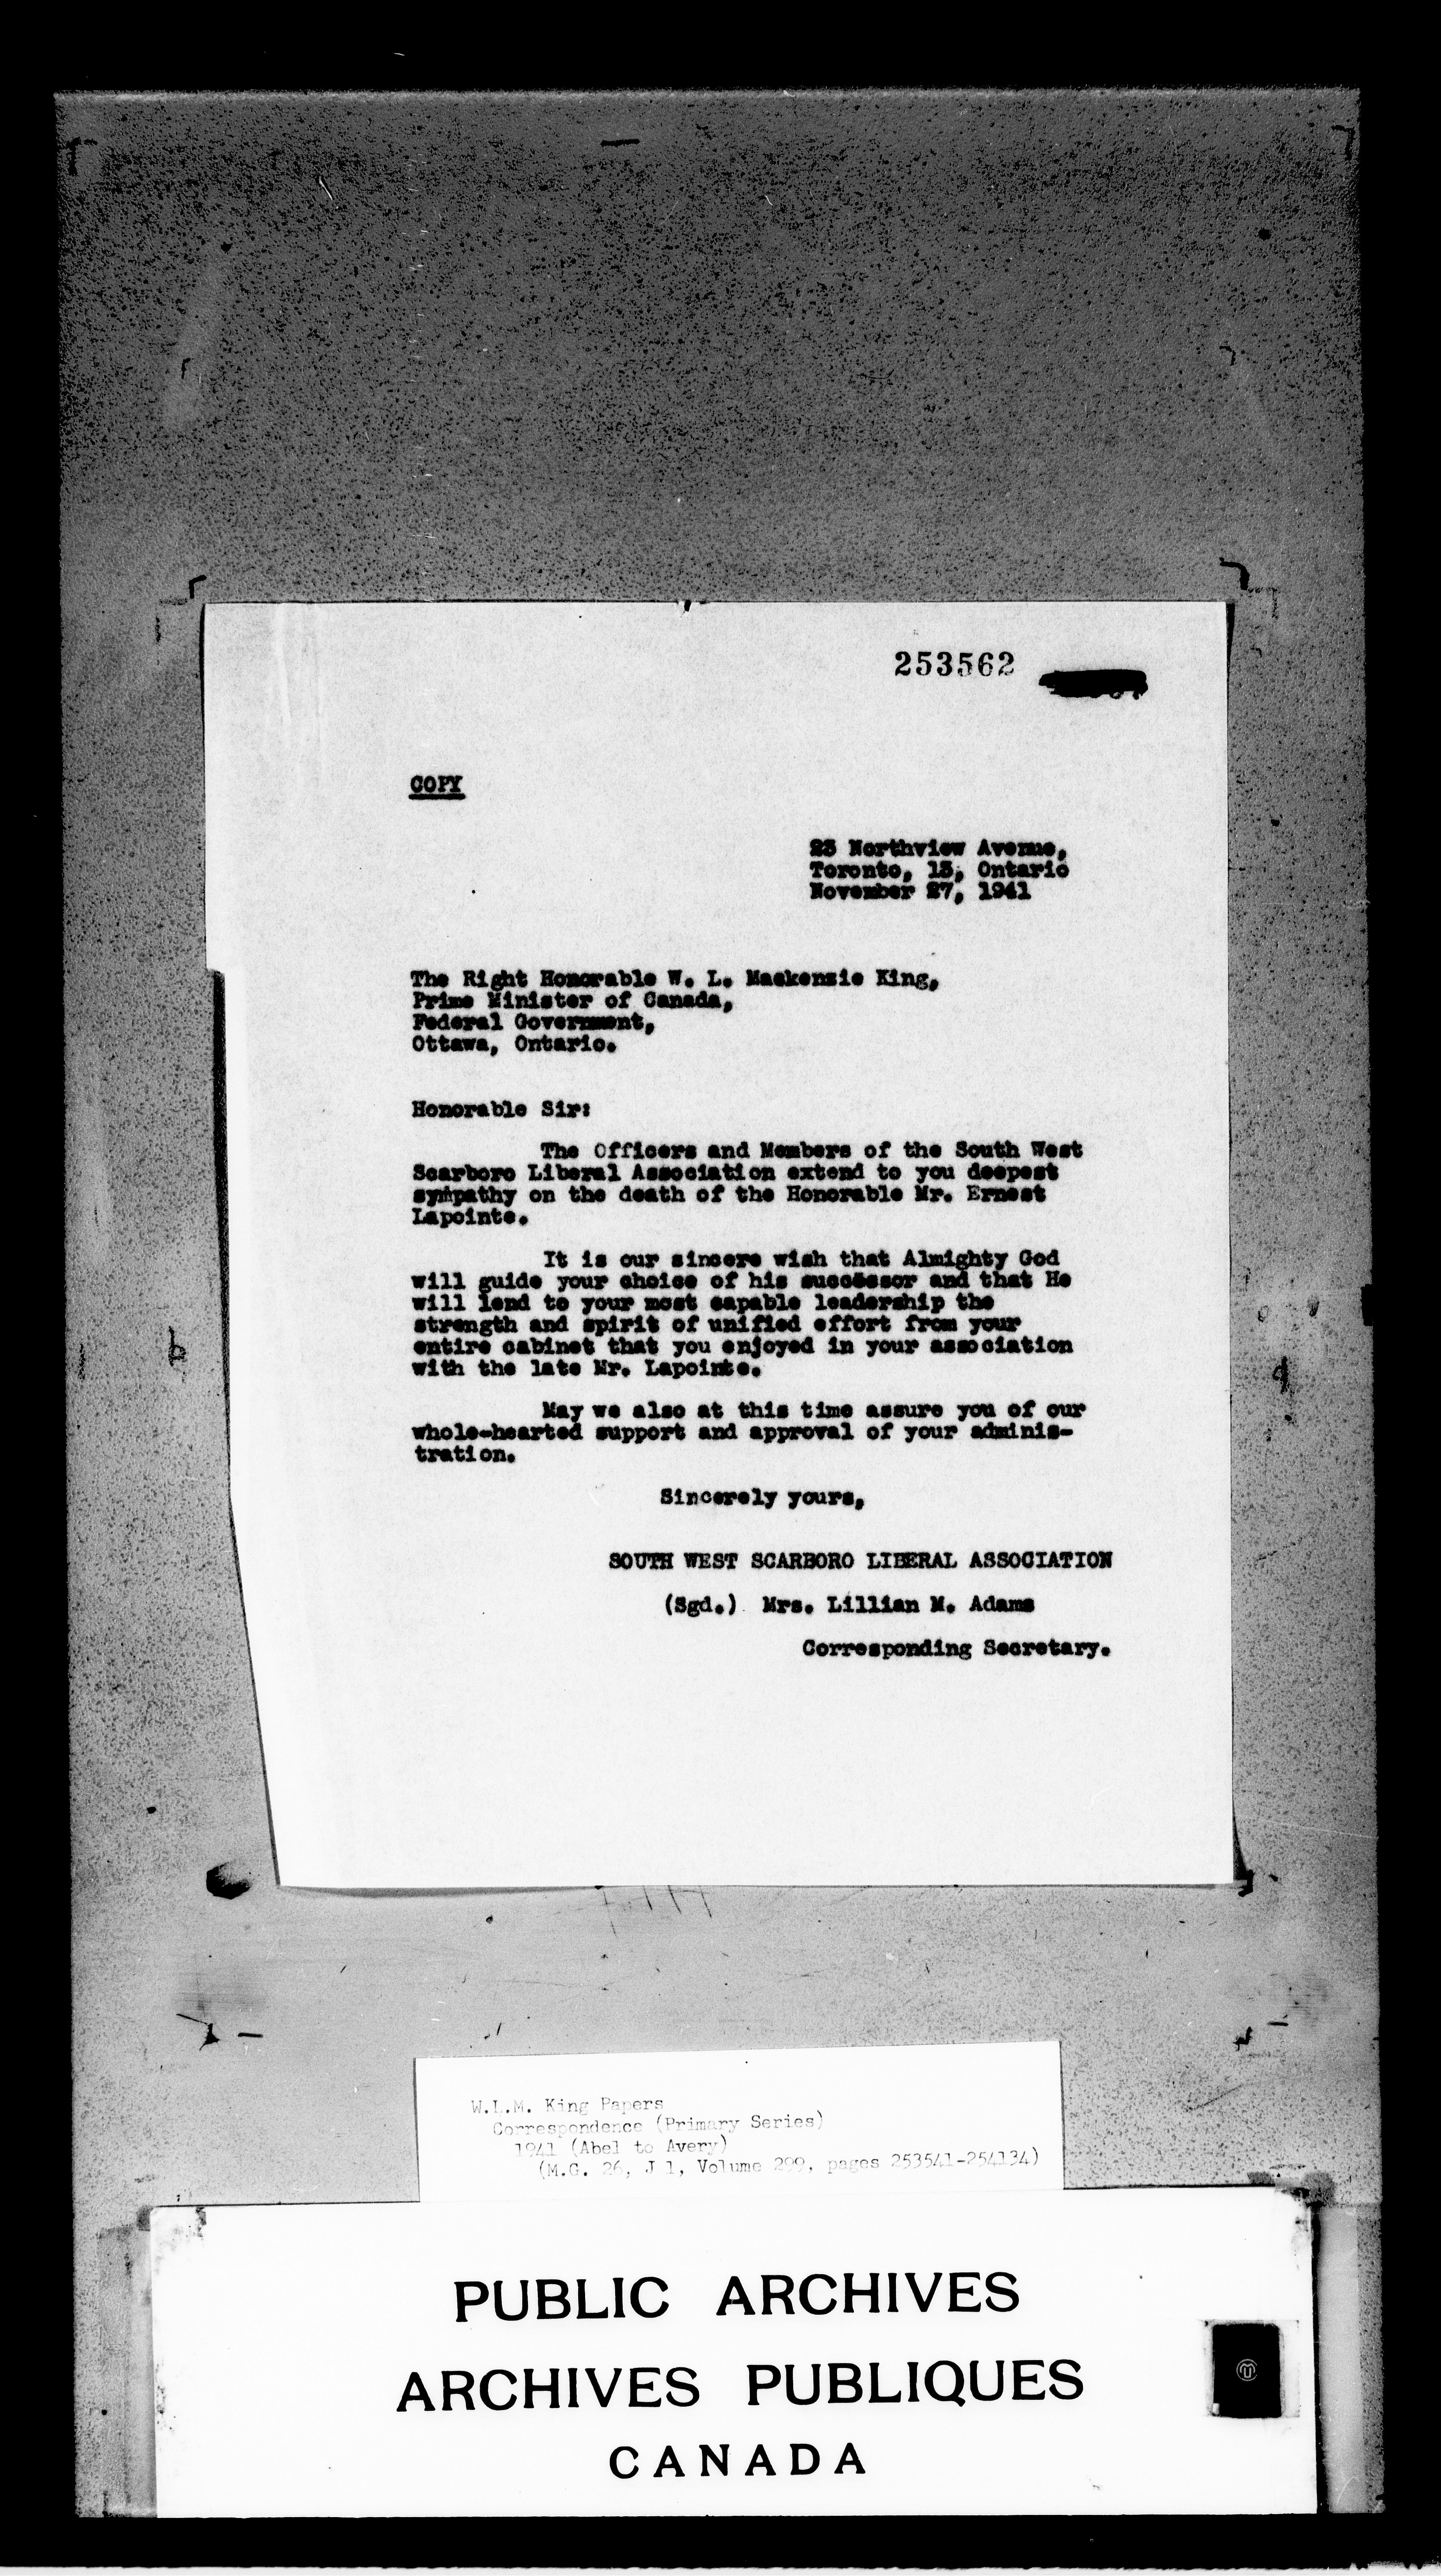 253562
COPY
23 Northview Avenue,
Toronto, 13, Ontario
November 27, 1941
The Right Honorable W. L. Mackenzie King,
Prime Minister of Canada,
Federal Government,
Ottawa, Ontario.
Honorable Sir:
The Officers and Members of the South West
Scarboro Liberal Association extend to you deepest
sympathy on the death of the Honorable Mr. Ernest
Lapointe.
It is our sincere wish that Almighty God
will guide your choice of his successor and that He
will lend to your most capable leadership the
strength and spirit of unified effort from your
entire cabinet that you enjoyed in your association
with the late Mr. Lapointe.
May we also at this time assure you of our
whole-hearted support and approval of your adminis-
tration.
Sincerely yours,
SOUTH WEST SCARBORO LIBERAL ASSOCIATION
(Sgd.) Mrs. Lillian M. Adams
Corresponding Secretary.
W.L.M. King Papers
Correspondence (Primary Series)
1941 (Abel to Avery)
(M.G. 26, J 1, Volume 299, pages 253541-254134)
PUBLIC ARCHIVES
ARCHIVES PUBLIQUES
CANADA